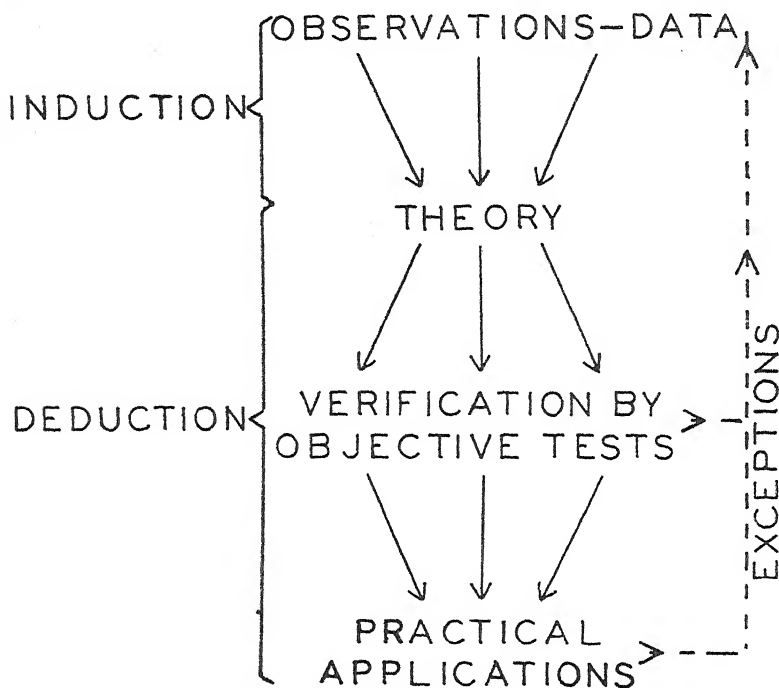 OBSERVATIONS-DATA
INDUCTION
THEORY
DEDUCTION
VERIFICATION BY
OBJECTIVE TESTS
EXCEPTIONS
PRACTICAL
APPLICATIONS